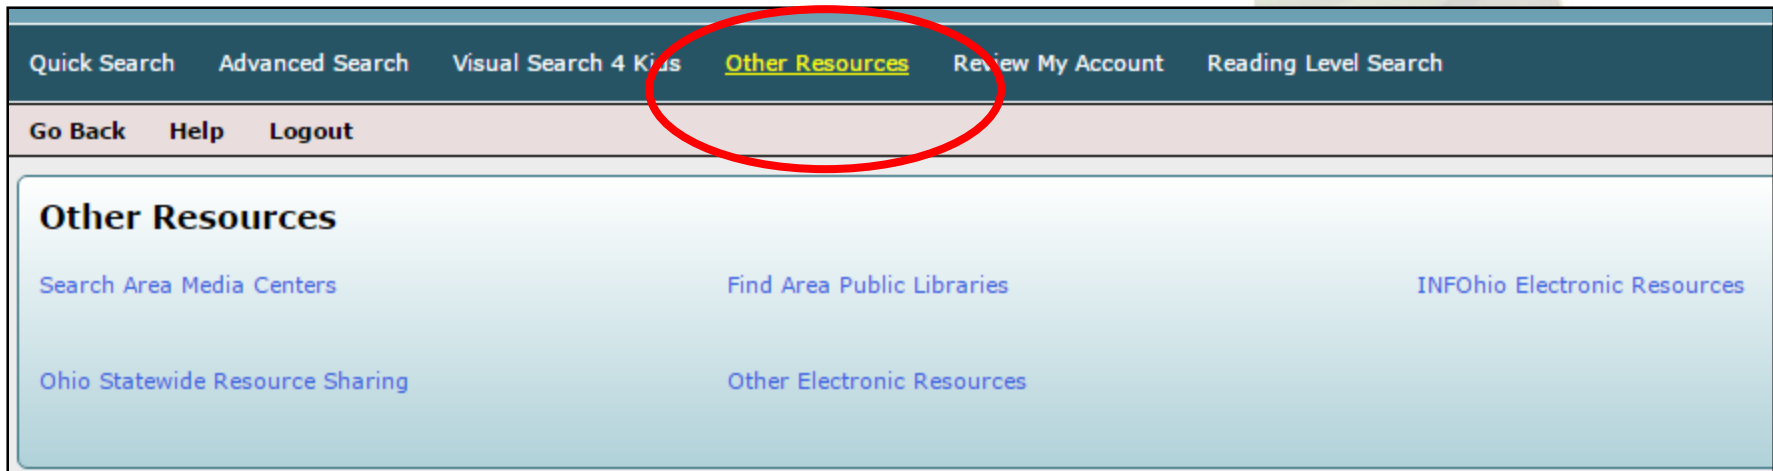 Quick Search Advanced Search Visual Search 4 Kids Other Resources Review My Account Reading Level Search
Go Back Help Logout
Other Resources
Search Area Media Centers Find Area Public Libraries INFOhio Electronic Resources
Ohio Statewide Resource Sharing Other Electronic Resources